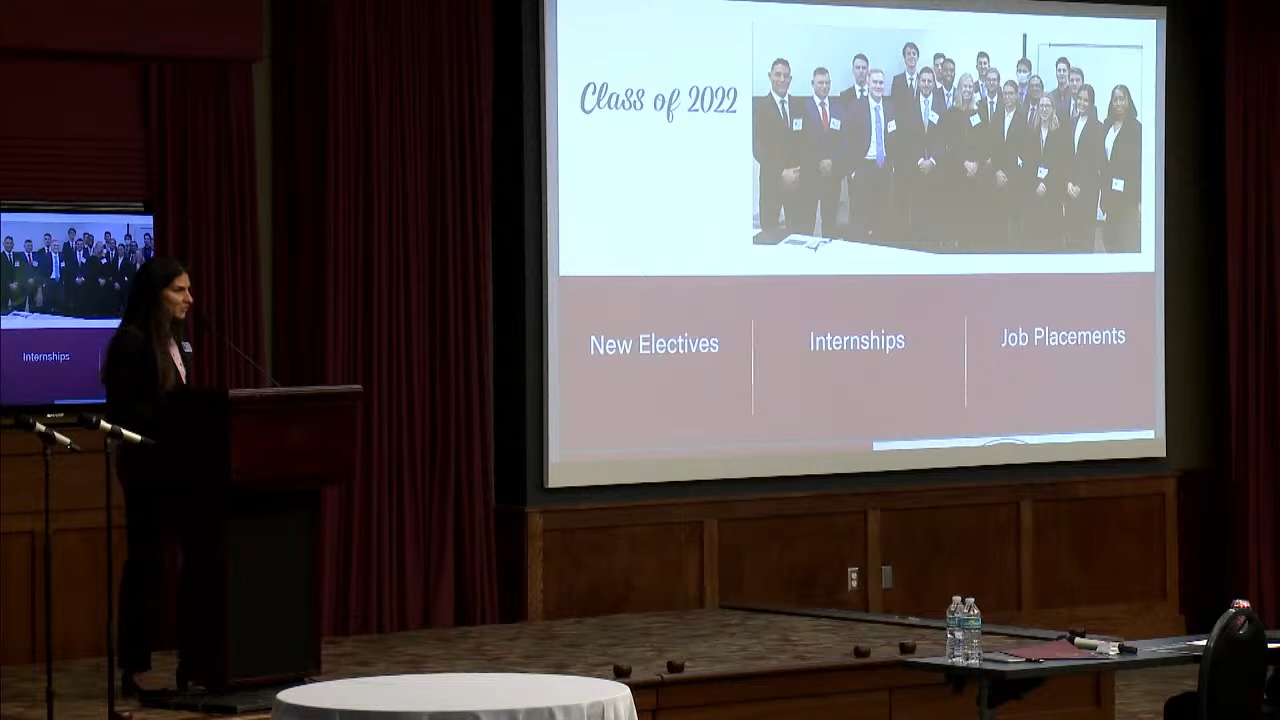 Class of 2022
New Electives
Internships
Job Placements
Internships